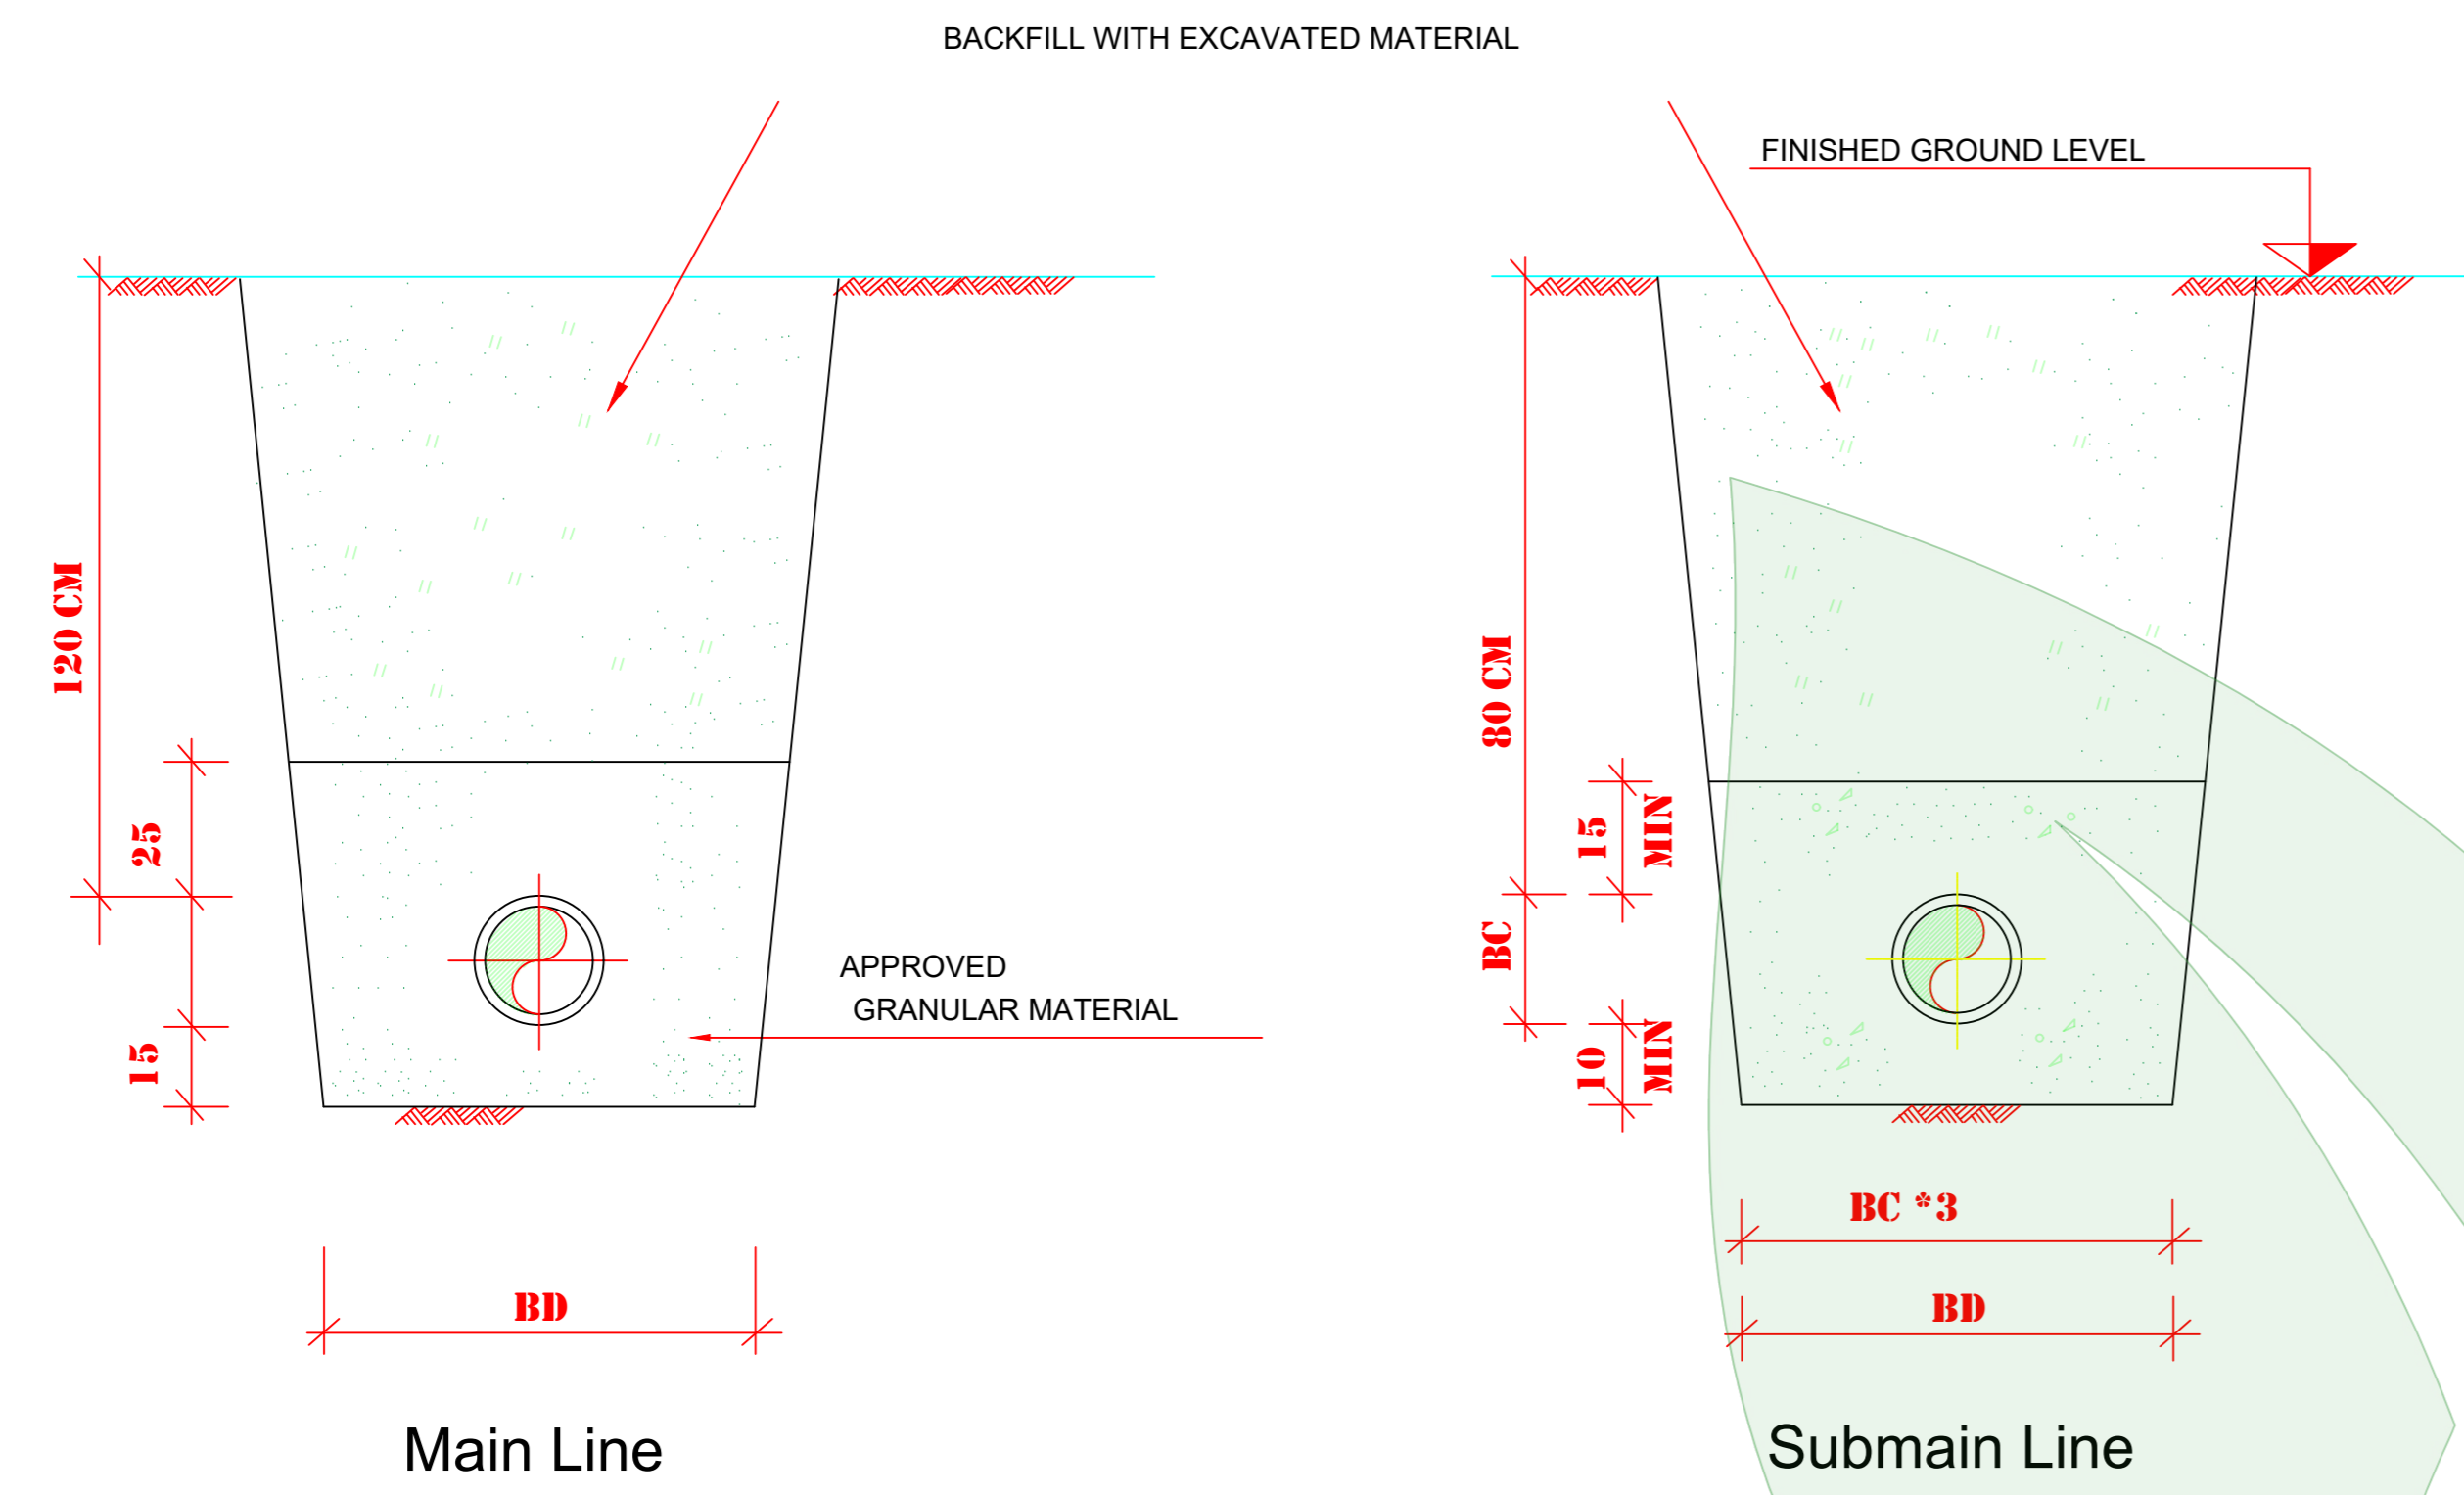 BACKFILL WITH EXCAVATED MATERIAL
FINISHED GROUND LEVEL
120 CM
25
15
APPROVED
GRANULAR MATERIAL
BD
Main Line
80 CM
15
MIN
BC
10
MIN
BC *3
BD
Submain Line